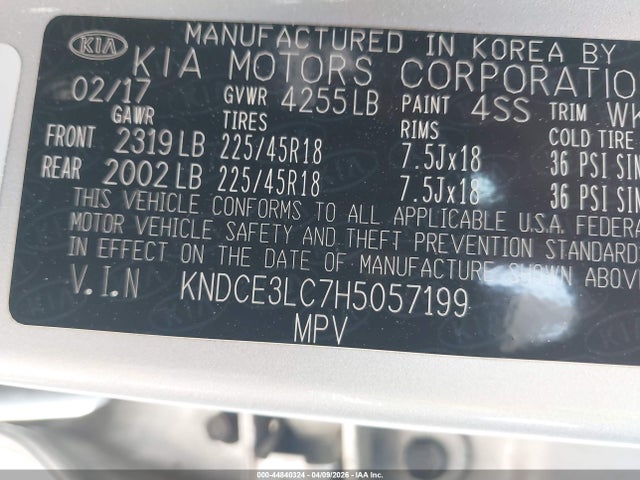 KIA
MANUFACTURED IN KOREA BY
KIA MOTORS CORPORATION
02/17 GVWR 4255LB PAINT 4SS TRIM WK
GAWR TIRES RIMS COLD TIRE
FRONT 2319LB 225/45R18 7.5Jx18 36 PSI SIN
REAR 2002LB 225/45R18 7.5Jx18 36 PSI SIN
THIS VEHICLE CONFORMS TO ALL APPLICABLE U.S.A. FEDERA
MOTOR VEHICLE SAFETY AND THEFT PREVENTION STANDARD
IN EFFECT ON THE DATE OF MANUFACTURE SHOWN ABOV
V.I.N KNDCE3LC7H5057199
MPV
000-44840324 - 04/09/2026 - IAA Inc.